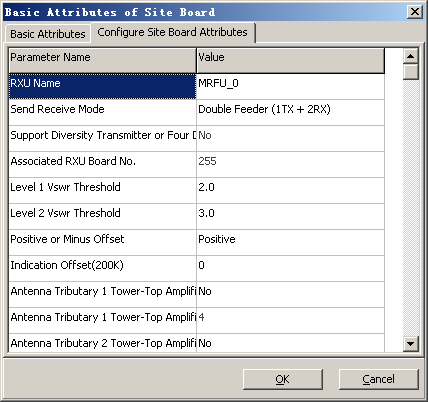 Basic Attributes of Site Board
Basic Attributes Configure Site Board Attributes
Parameter Name Value
RXU Name MRFU_0
Send Receive Mode Double Feeder (1TX + 2RX)
Support Diversity Transmitter or Four D No
Associated RXU Board No. 255
Level 1 Vswr Threshold 2.0
Level 2 Vswr Threshold 3.0
Positive or Minus Offset Positive
Indication Offset(200K) 0
Antenna Tributary 1 Tower-Top Amplifi No
Antenna Tributary 1 Tower-Top Amplifi 4
Antenna Tributary 2 Tower-Top Amplifi No
OK Cancel